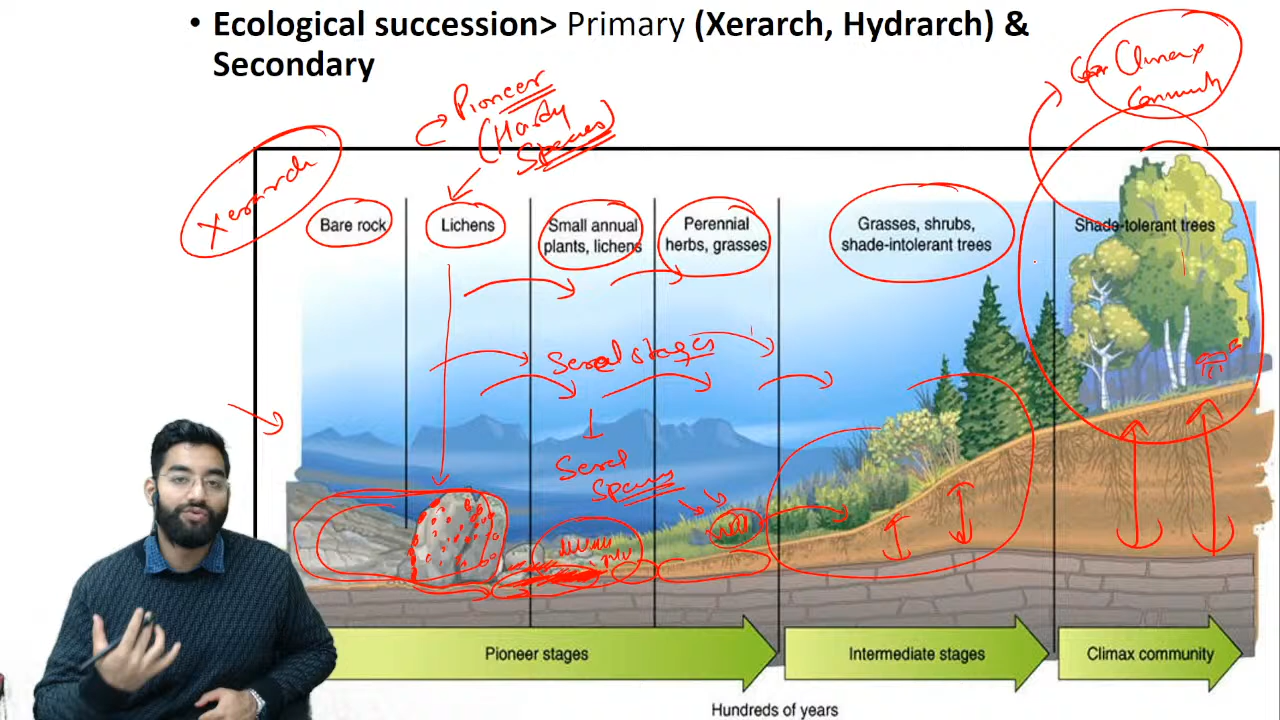 • Ecological succession> Primary (Xerarch, Hydrarch) &
Secondary
Climax
Pioneer
(Hardy
Species)
Xerarch
Bare rock
Lichens
Small annual
plants, lichens
Perennial
herbs, grasses
Grasses, shrubs,
shade-intolerant trees
Shade-tolerant trees
Seral stages
Seral
Species
Pioneer stages
Intermediate stages
Climax community
Hundreds of years